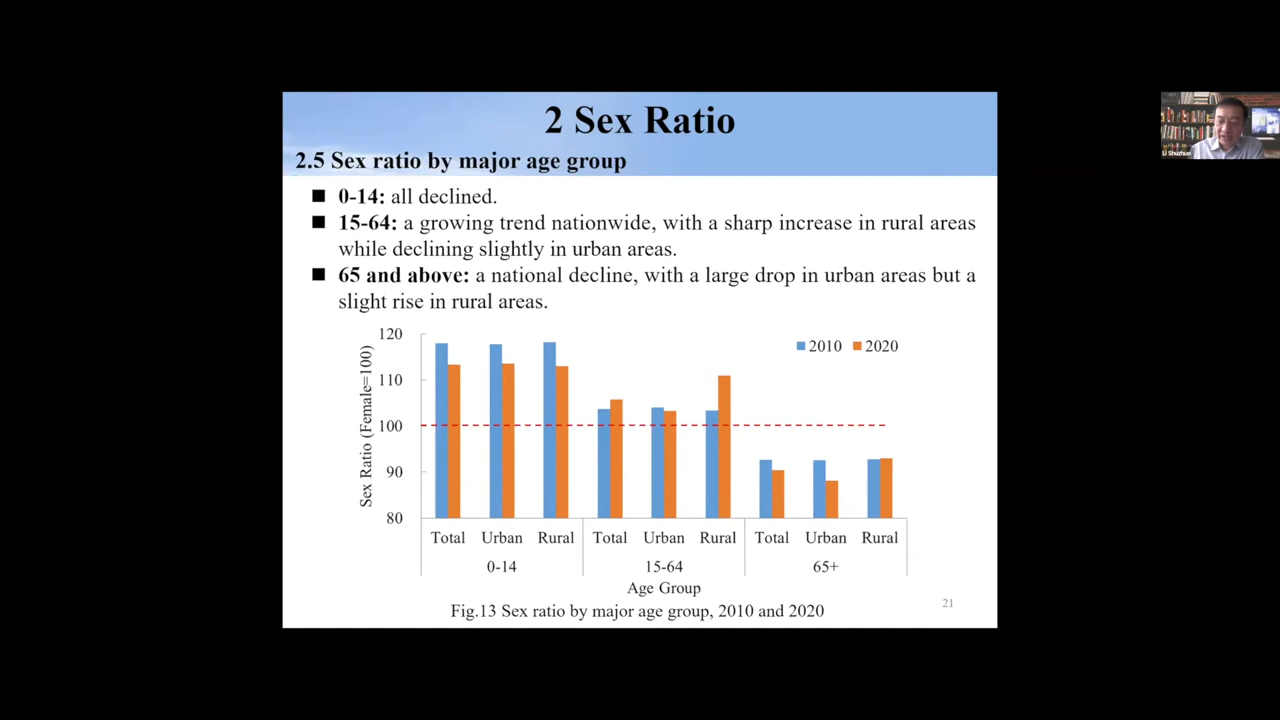 2 Sex Ratio
2.5 Sex ratio by major age group
■ 0-14: all declined.
■ 15-64: a growing trend nationwide, with a sharp increase in rural areas
while declining slightly in urban areas.
■ 65 and above: a national decline, with a large drop in urban areas but a
slight rise in rural areas.
Sex Ratio (Female=100)
120
110
100
90
80
2010 2020
Total Urban Rural Total Urban Rural Total Urban Rural
0-14 15-64 65+
Age Group
Fig.13 Sex ratio by major age group, 2010 and 2020
21
Li Shuzhuo